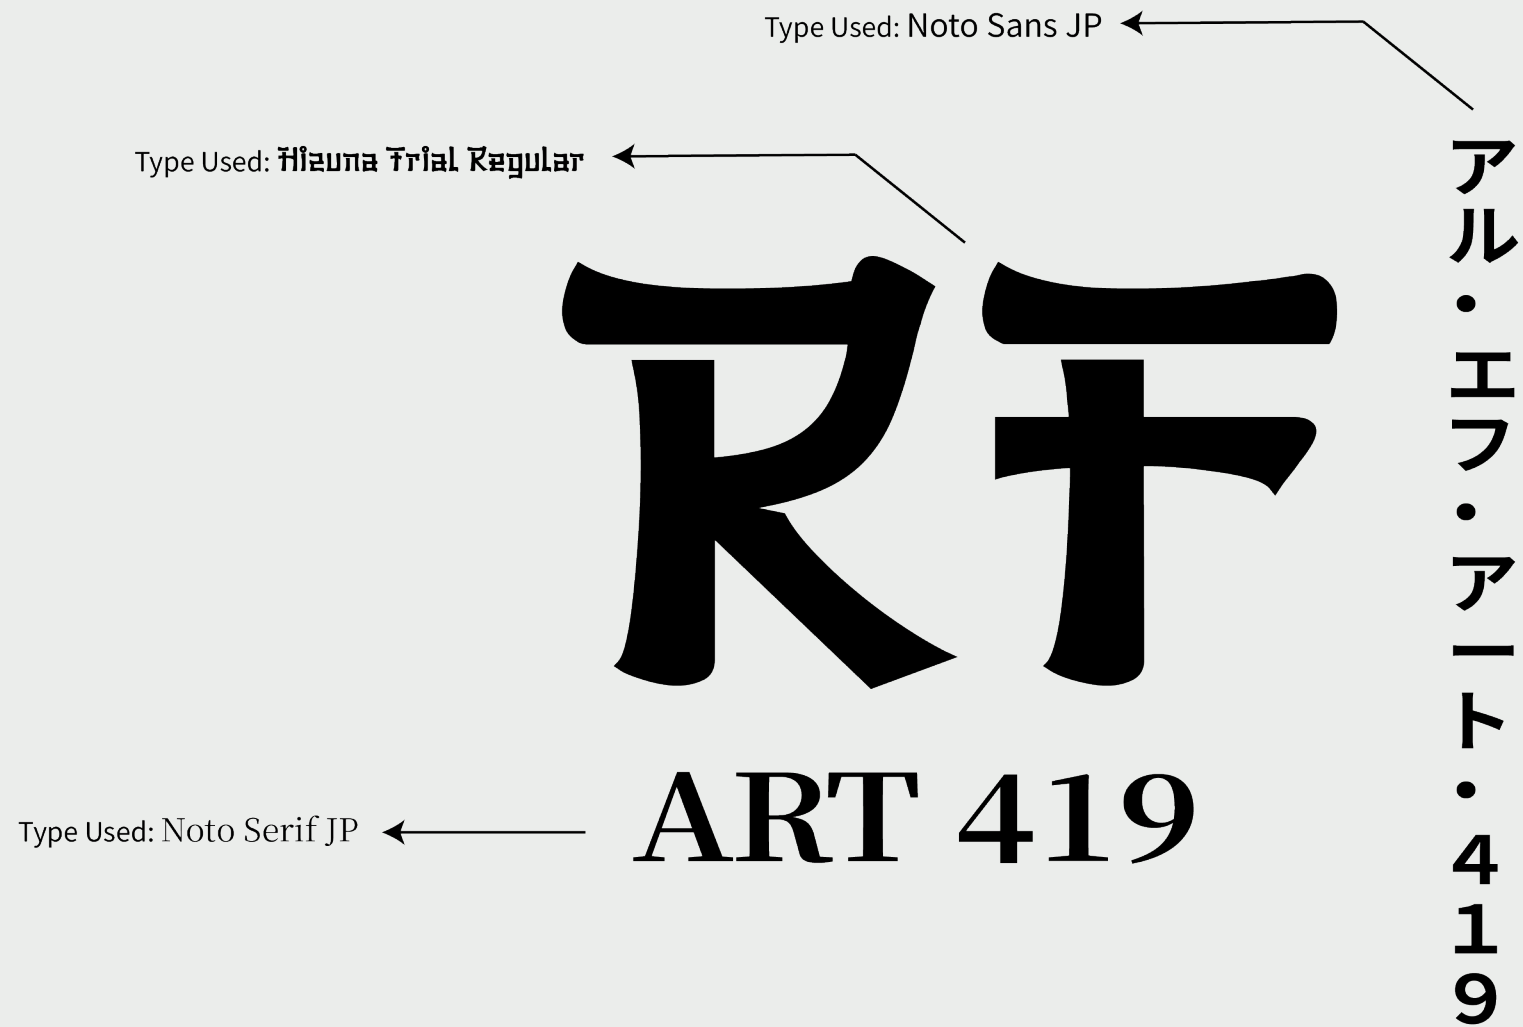 Type Used: Noto Sans JP
Type Used: Hizuna Trial Regular
RF
ART 419
Type Used: Noto Serif JP
アル・エフ・アート・419